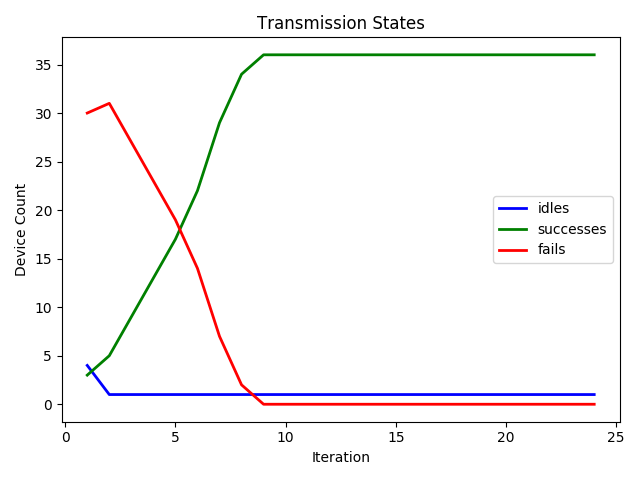 Transmission States
Device Count
35
30
25
20
15
10
5
0
idles
successes
fails
0 5 10 15 20 25
Iteration